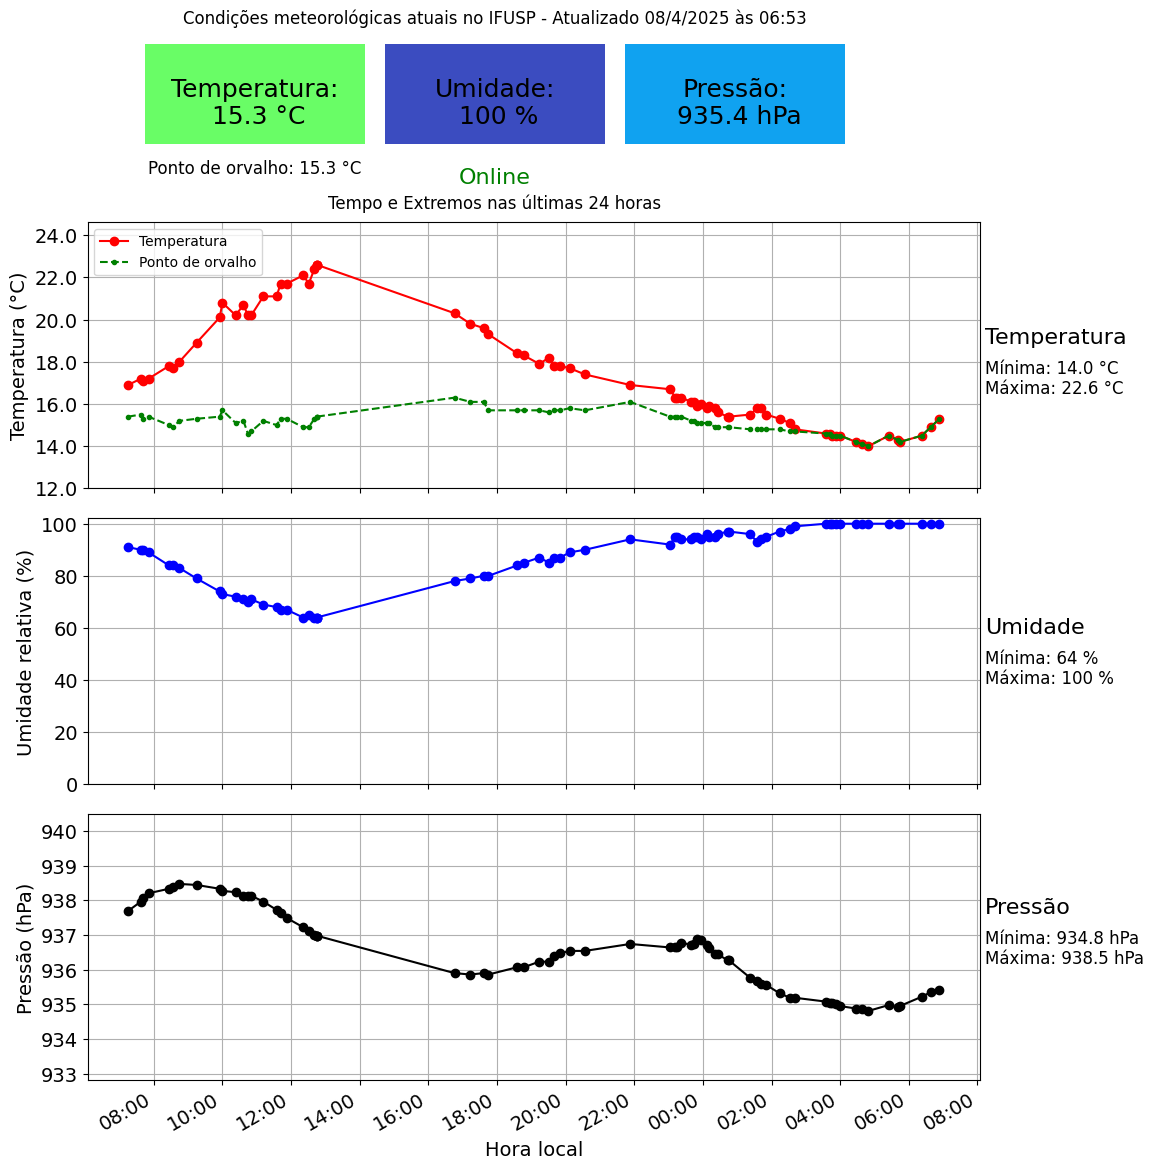 Condições meteorológicas atuais no IFUSP - Atualizado 08/4/2025 às 06:53
Temperatura:
15.3 °C
Umidade:
100 %
Pressão:
935.4 hPa
Ponto de orvalho: 15.3 °C
Online
Tempo e Extremos nas últimas 24 horas
Temperatura (°C)
24.0
22.0
20.0
18.0
16.0
14.0
12.0
Temperatura
Ponto de orvalho
Temperatura
Mínima: 14.0 °C
Máxima: 22.6 °C
Umidade relativa (%)
100
80
60
40
20
0
Umidade
Mínima: 64 %
Máxima: 100 %
Pressão (hPa)
940
939
938
937
936
935
934
933
Pressão
Mínima: 934.8 hPa
Máxima: 938.5 hPa
08:00 10:00 12:00 14:00 16:00 18:00 20:00 22:00 00:00 02:00 04:00 06:00 08:00
Hora local